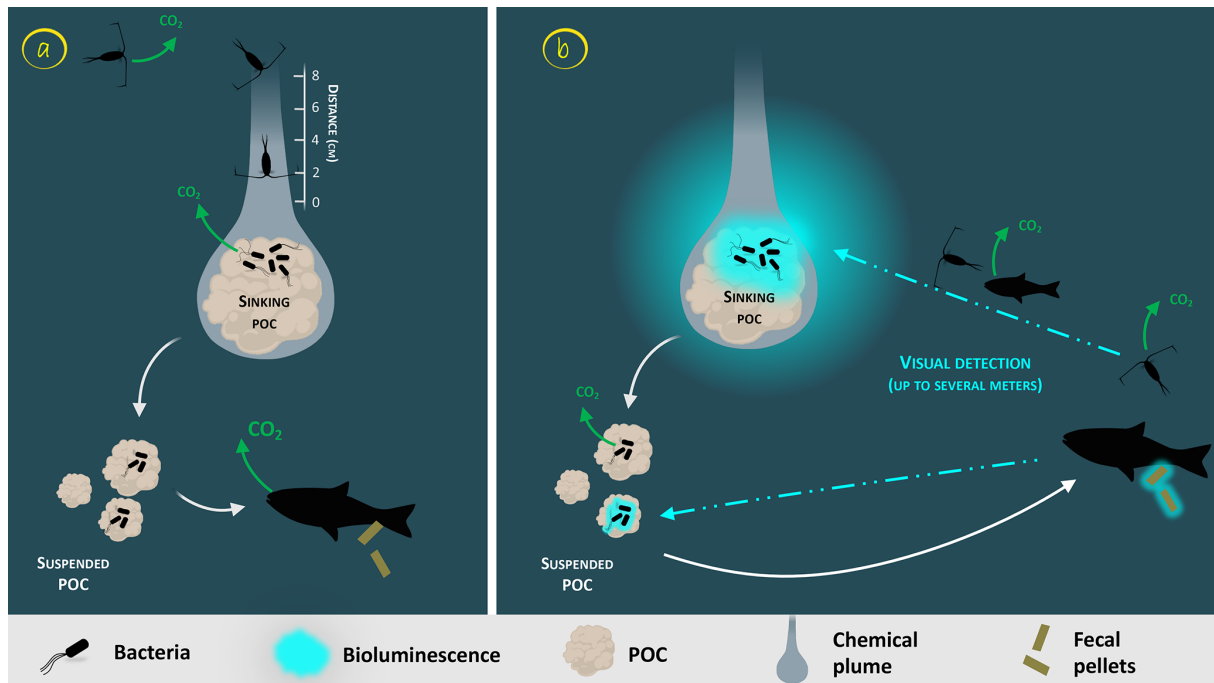 a
CO₂
8
6
4
2
0
DISTANCE (CM)
CO₂
SINKING
POC
CO₂
SUSPENDED
POC
b
CO₂
CO₂
SINKING
POC
VISUAL DETECTION
(UP TO SEVERAL METERS)
CO₂
SUSPENDED
POC
Bacteria
Bioluminescence
POC
Chemical
plume
Fecal
pellets